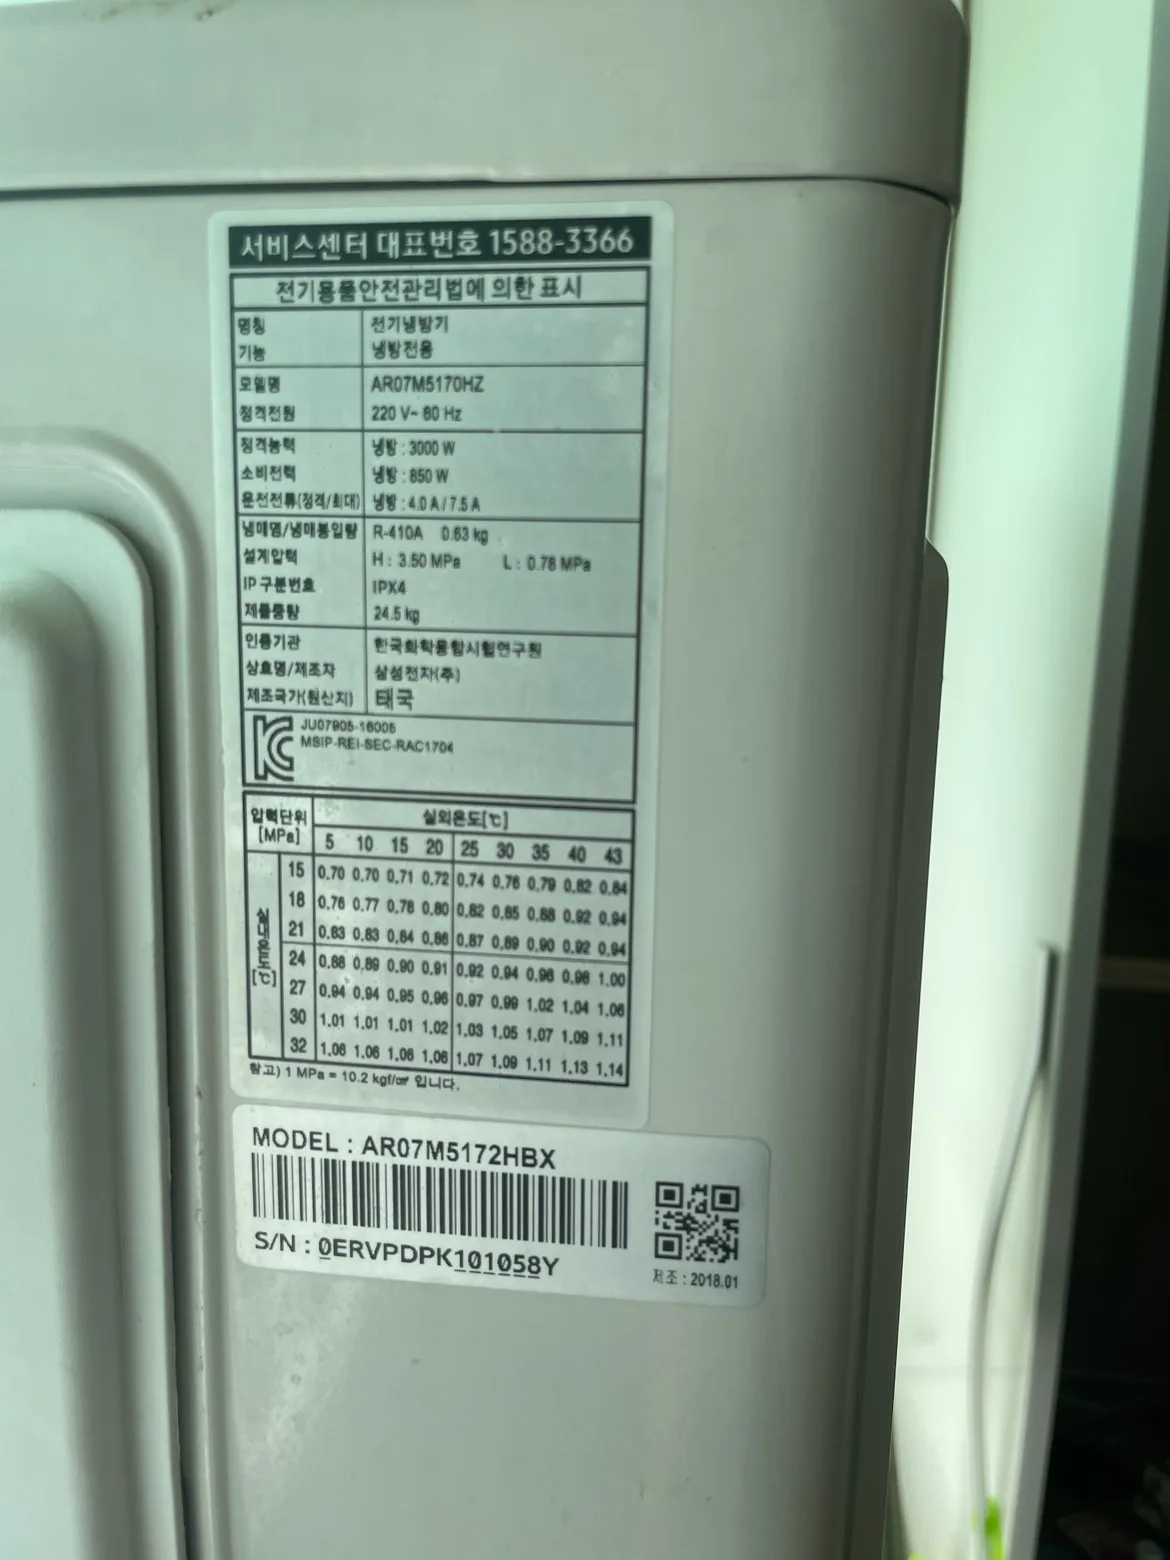 서비스센터 대표번호 1588-3366
전기용품안전관리법에 의한 표시
명칭 전기냉방기
기능 냉방전용
모델명 AR07M5170HZ
정격전원 220 V~ 60 Hz
정격능력 냉방 : 3000 W
소비전력 냉방 : 850 W
운전전류(정격/최대) 냉방 : 4.0 A / 7.5 A
냉매명/냉매봉입량 R-410A 0.63 kg
설계압력 H : 3.50 MPa L : 0.78 MPa
IP 구분번호 IPX4
제품중량 24.5 kg
인증기관 한국화학융합시험연구원
상호명/제조자 삼성전자(주)
제조국가(원산지) 태국
JU07905-16005
MSIP-REI-SEC-RAC1704
압력단위 [MPa] 실외온도[℃]
5 10 15 20 25 30 35 40 43
실내온도[℃]
15 0.70 0.70 0.71 0.72 0.74 0.76 0.79 0.82 0.84
18 0.76 0.77 0.78 0.80 0.82 0.85 0.88 0.92 0.94
21 0.83 0.83 0.84 0.86 0.87 0.89 0.90 0.92 0.94
24 0.88 0.89 0.90 0.91 0.92 0.94 0.96 0.98 1.00
27 0.94 0.94 0.95 0.96 0.97 0.99 1.02 1.04 1.06
30 1.01 1.01 1.01 1.02 1.03 1.05 1.07 1.09 1.11
32 1.06 1.06 1.06 1.06 1.07 1.09 1.11 1.13 1.14
참고) 1 MPa = 10.2 kgf/㎠ 입니다.
MODEL : AR07M5172HBX
S/N : 0ERVPDPK101058Y
제조 : 2018.01